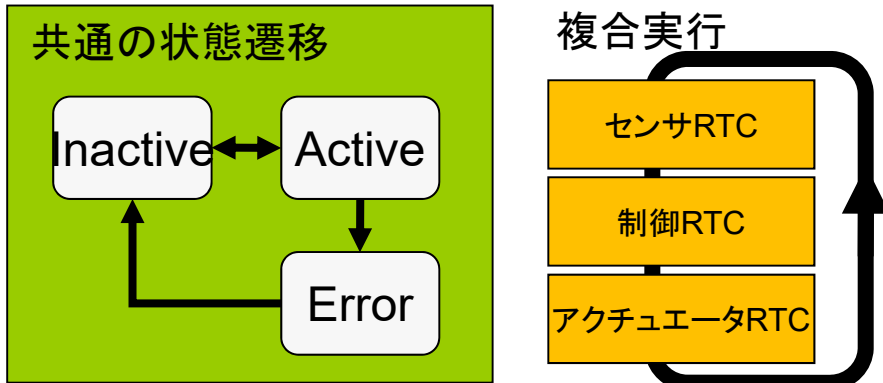 共通の状態遷移
Inactive
Active
Error
複合実行
センサRTC
制御RTC
アクチュエータRTC